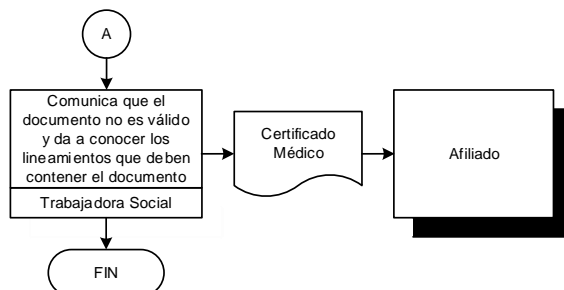 A
Comunica que el
documento no es válido
y da a conocer los
lineamientos que deben
contener el documento
Trabajadora Social
Certificado
Médico
Afiliado
FIN